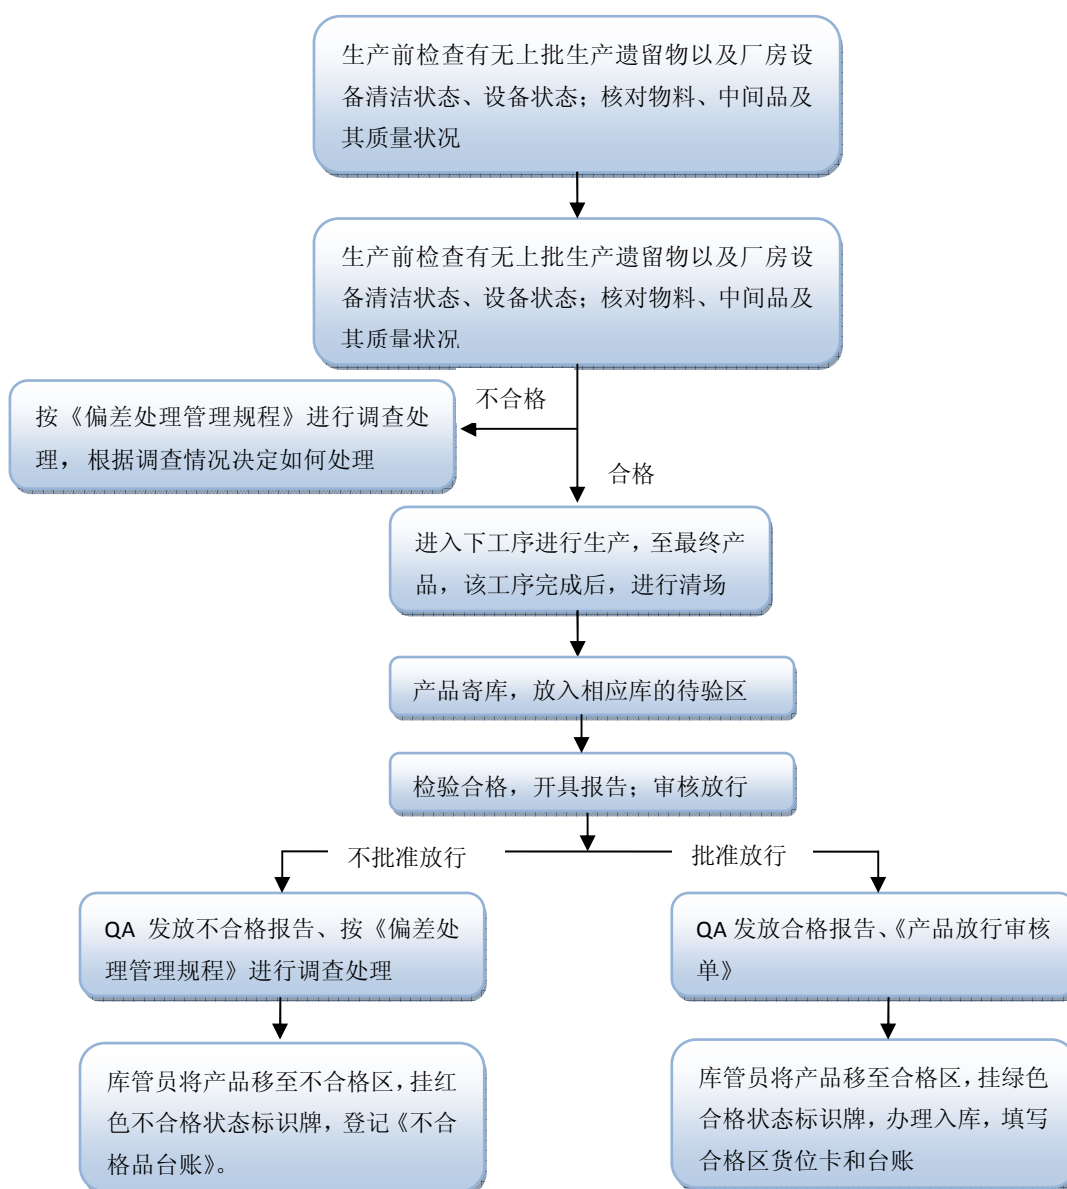 生产前检查有无上批生产遗留物以及厂房设
备清洁状态、设备状态；核对物料、中间品及
其质量状况
生产前检查有无上批生产遗留物以及厂房设
备清洁状态、设备状态；核对物料、中间品及
其质量状况
不合格
按《偏差处理管理规程》进行调查处
理，根据调查情况决定如何处理
合格
进入下工序进行生产，至最终产
品，该工序完成后，进行清场
产品寄库，放入相应库的待验区
检验合格，开具报告；审核放行
不批准放行
批准放行
QA 发放不合格报告、按《偏差处
理管理规程》进行调查处理
QA 发放合格报告、《产品放行审核
单》
库管员将产品移至不合格区，挂红
色不合格状态标识牌，登记《不合
格品台账》。
库管员将产品移至合格区，挂绿色
合格状态标识牌，办理入库，填写
合格区货位卡和台账